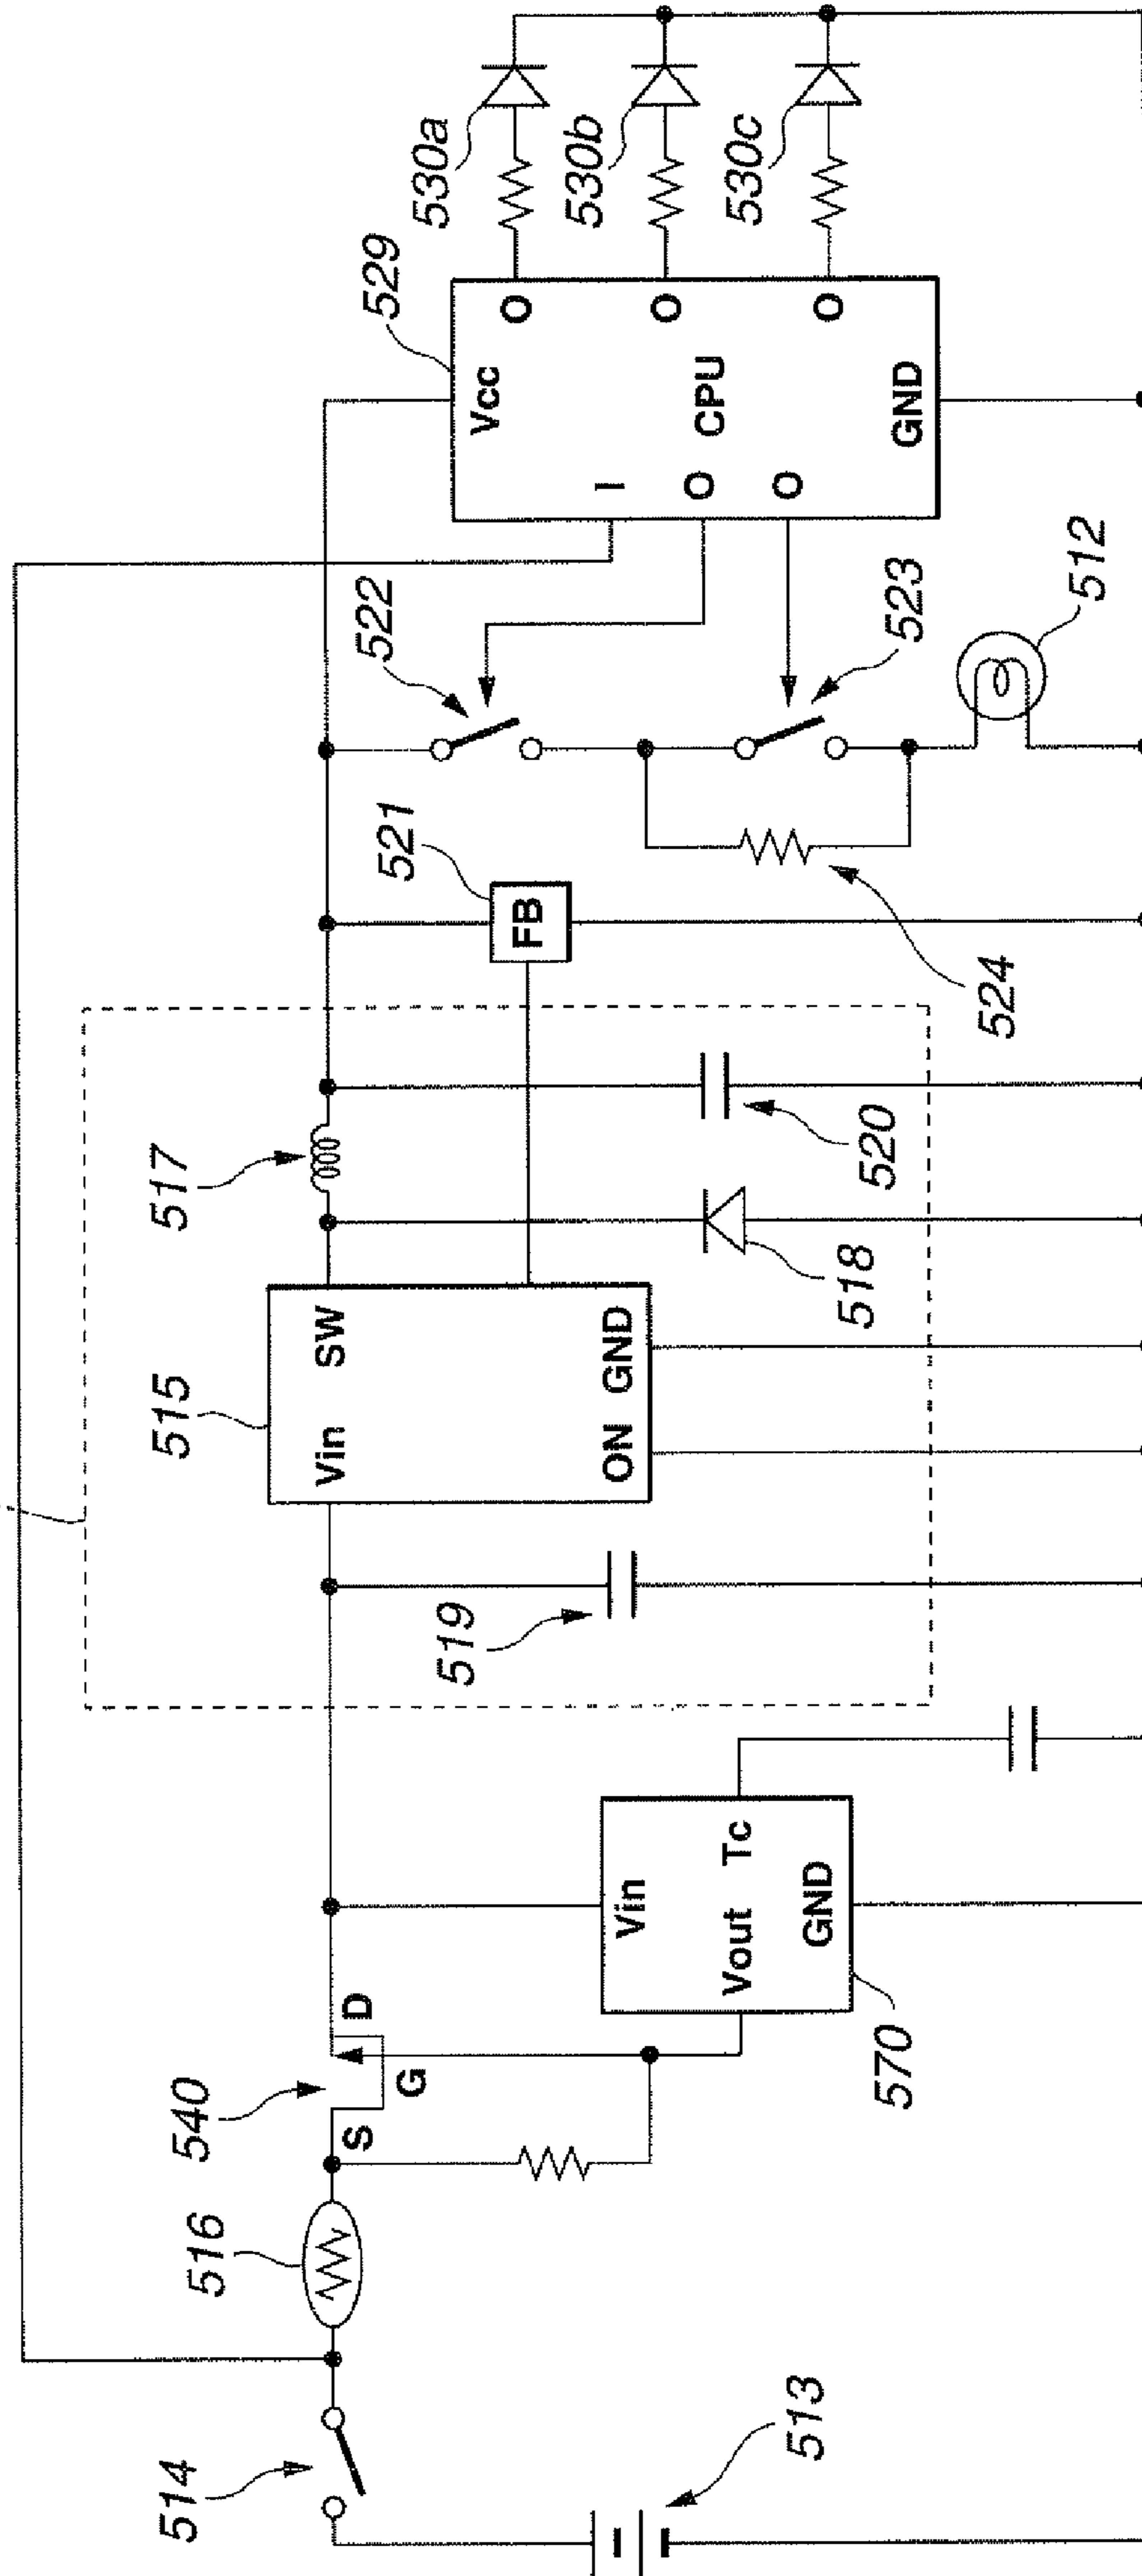 514
516
540
S
D
G
513
570
Vin
Vout Tc
GND
519
515
Vin SW
ON GND
517
518
520
521
FB
522
523
524
512
529
Vcc
I
O
O
CPU
O
O
O
GND
530a
530b
530c